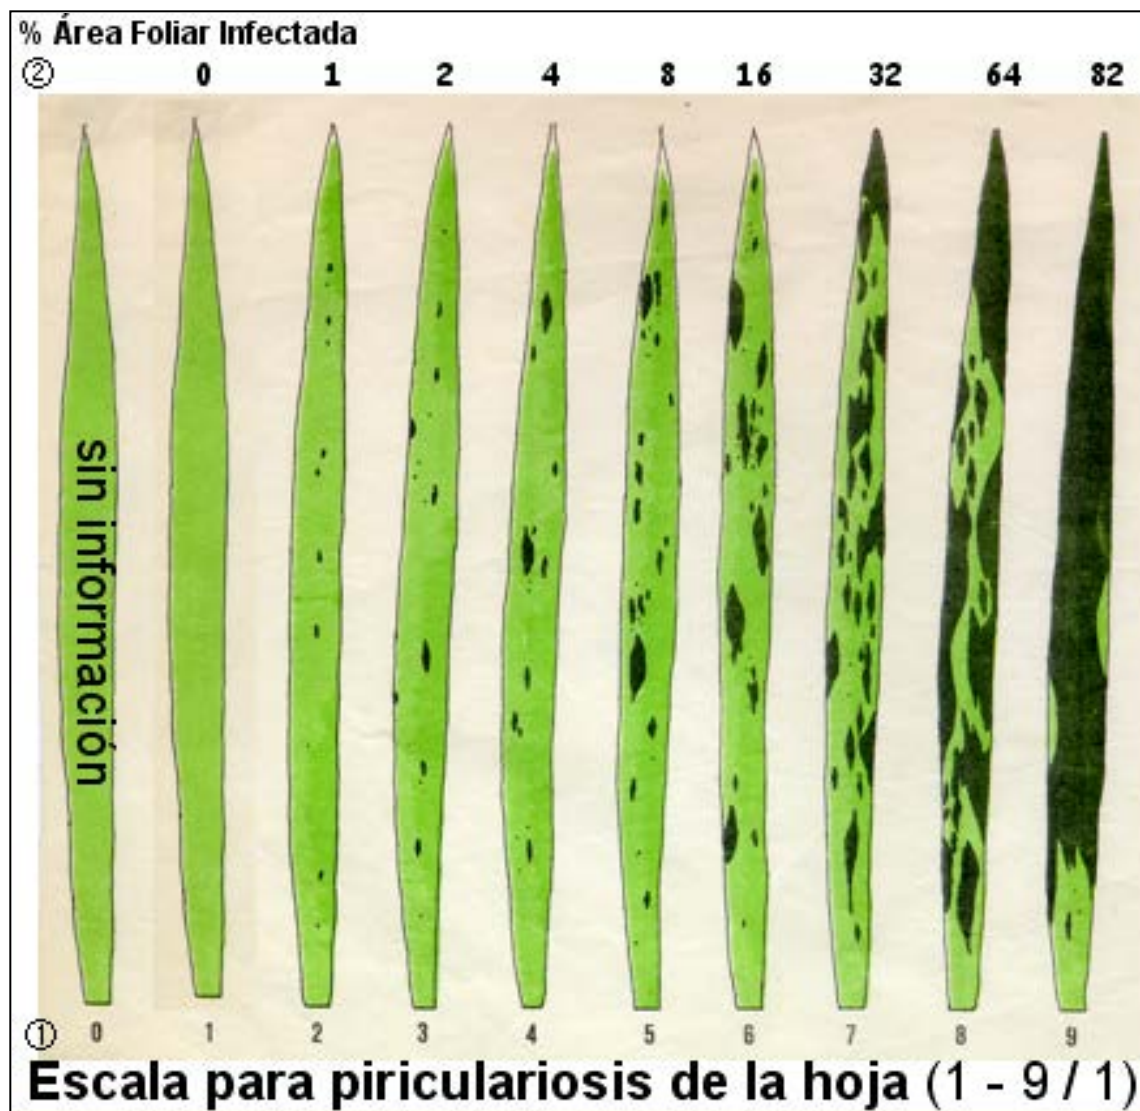 % Área Foliar Infectada
② 0 1 2 4 8 16 32 64 82
sin información
① 0 1 2 3 4 5 6 7 8 9
Escala para piriculariosis de la hoja (1 - 9 / 1)